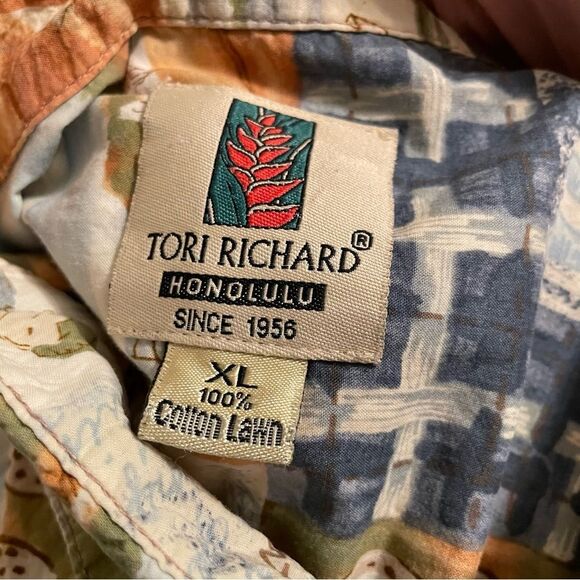 TORI RICHARD®
HONOLULU
SINCE 1956
XL
100%
Cotton Lawn